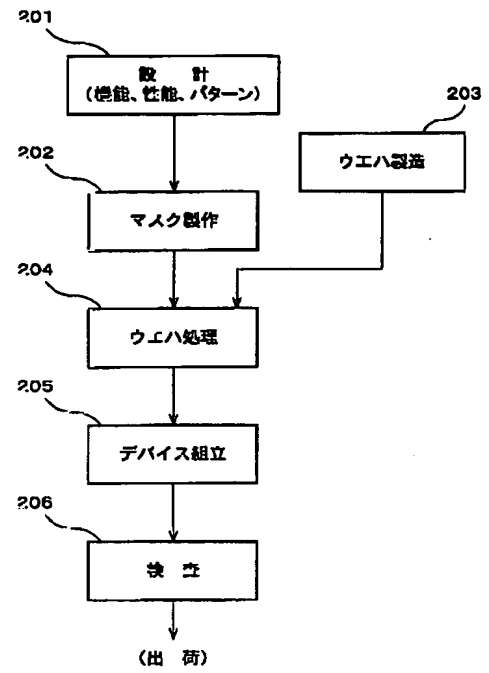 201
設 計
(機能、性能、パターン)
203
ウエハ製造
202
マスク製作
204
ウエハ処理
205
デバイス組立
206
検 査
(出 荷)